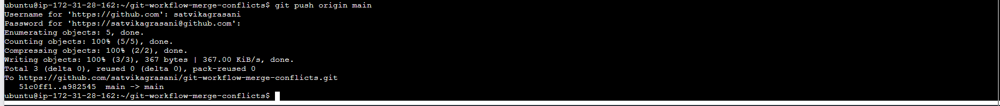 ubuntu@ip-172-31-28-162:~/git-workflow-merge-conflicts$ git push origin main
Username for 'https://github.com': satvikagrasani
Password for 'https://satvikagrasani@github.com':
Enumerating objects: 5, done.
Counting objects: 100% (5/5), done.
Compressing objects: 100% (2/2), done.
Writing objects: 100% (3/3), 367 bytes | 367.00 KiB/s, done.
Total 3 (delta 0), reused 0 (delta 0), pack-reused 0
To https://github.com/satvikagrasani/git-workflow-merge-conflicts.git
   51c0ff1..a982545  main -> main
ubuntu@ip-172-31-28-162:~/git-workflow-merge-conflicts$